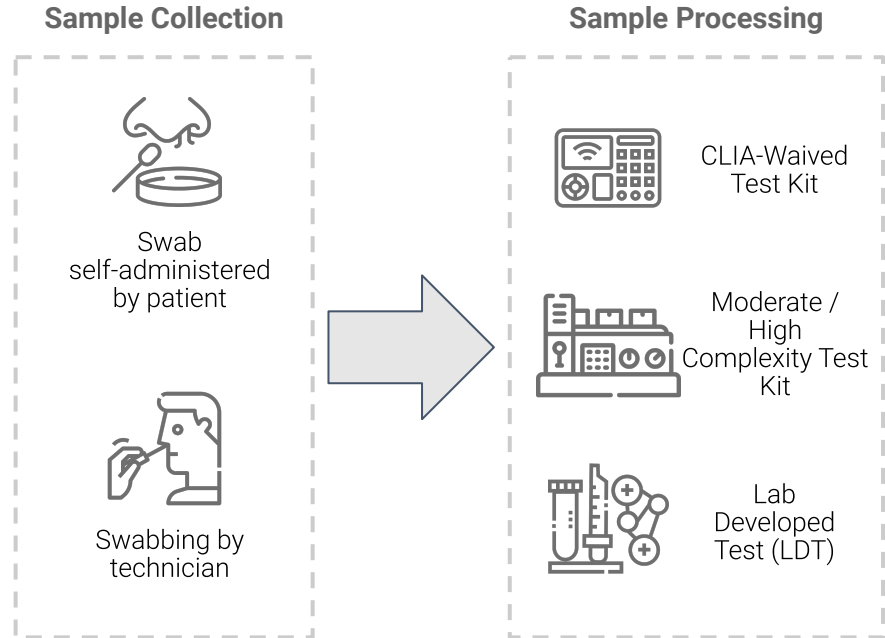 Sample Collection
Sample Processing
Swab
self-administered
by patient
Swabbing by
technician
CLIA-Waived
Test Kit
Moderate /
High
Complexity Test
Kit
Lab
Developed
Test (LDT)